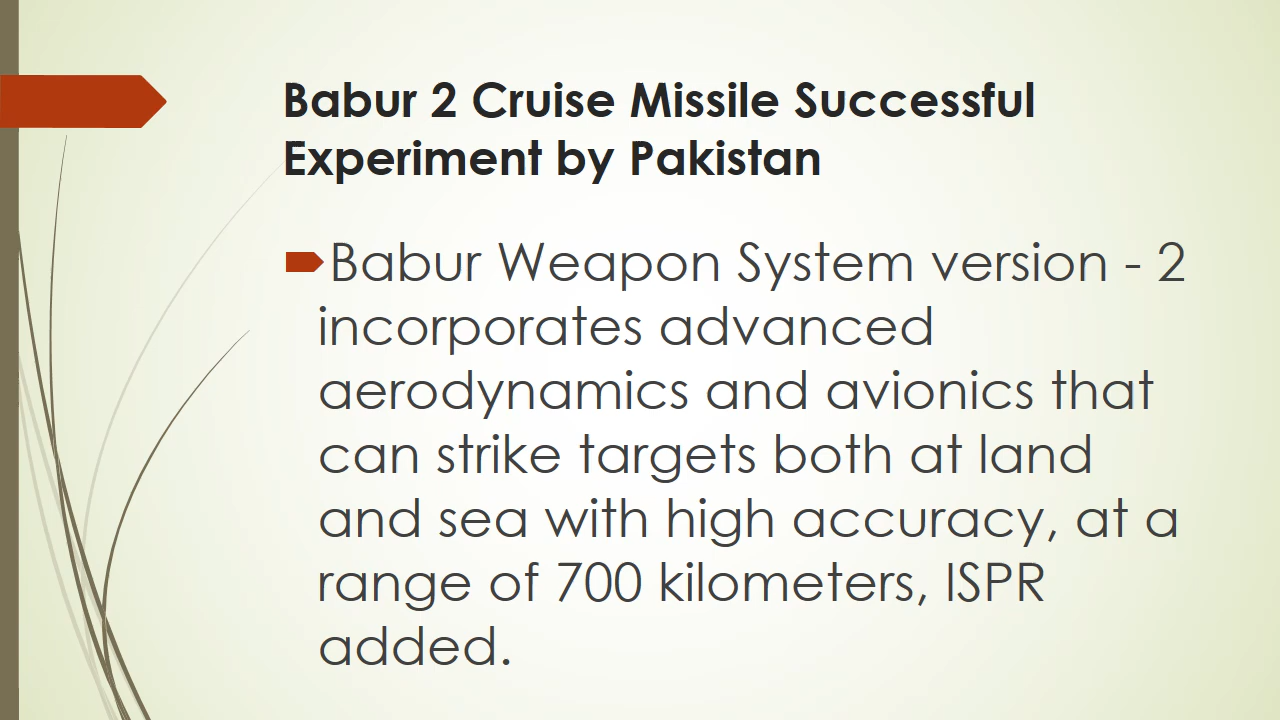 Babur 2 Cruise Missile Successful
Experiment by Pakistan
Babur Weapon System version - 2
incorporates advanced
aerodynamics and avionics that
can strike targets both at land
and sea with high accuracy, at a
range of 700 kilometers, ISPR
added.